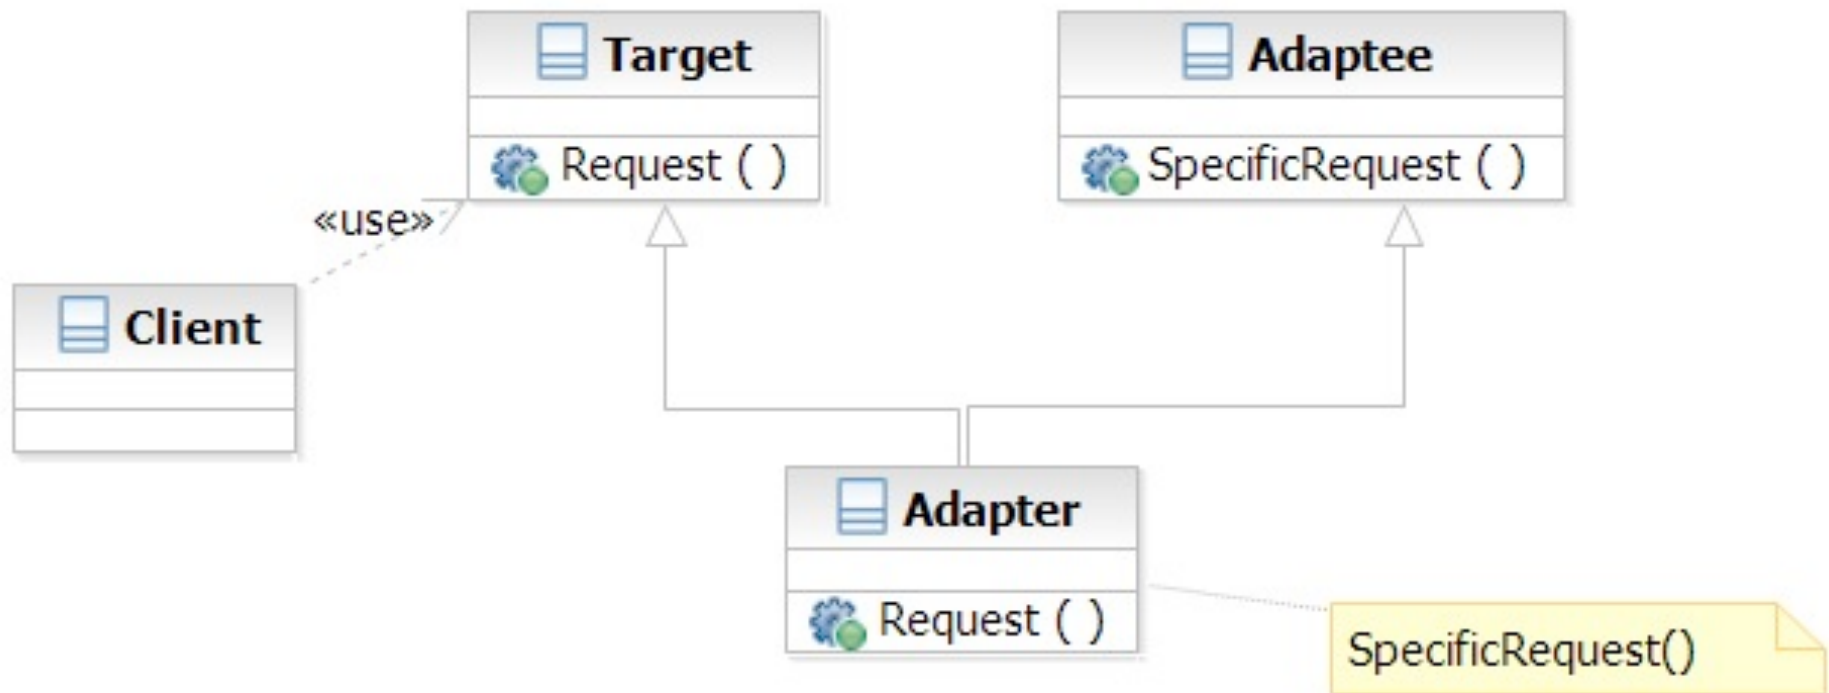 Target
Request ( )
Adaptee
SpecificRequest ( )
«use»
Client
Adapter
Request ( )
SpecificRequest()